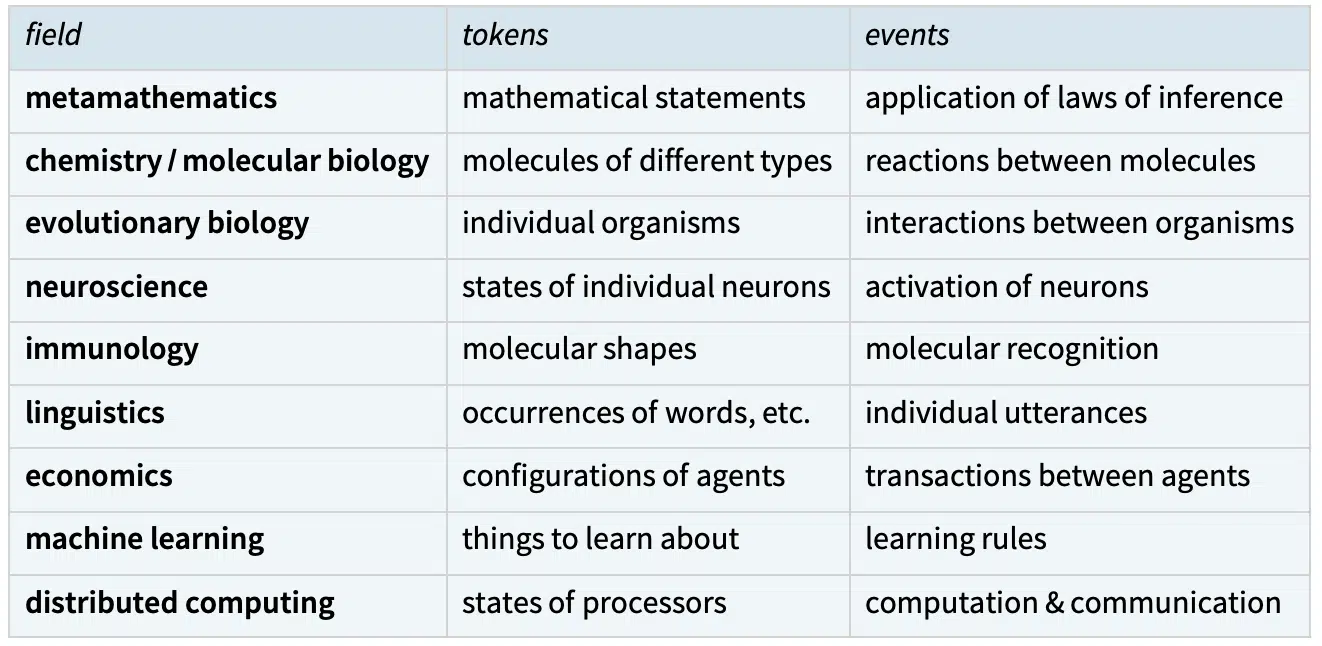 field tokens events
metamathematics mathematical statements application of laws of inference
chemistry / molecular biology molecules of different types reactions between molecules
evolutionary biology individual organisms interactions between organisms
neuroscience states of individual neurons activation of neurons
immunology molecular shapes molecular recognition
linguistics occurrences of words, etc. individual utterances
economics configurations of agents transactions between agents
machine learning things to learn about learning rules
distributed computing states of processors computation & communication